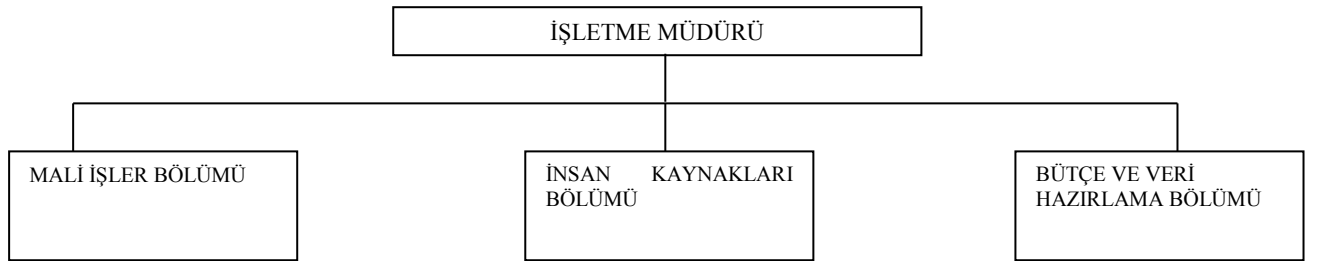 İŞLETME MÜDÜRÜ
MALİ İŞLER BÖLÜMÜ
İNSAN KAYNAKLARI
BÖLÜMÜ
BÜTÇE VE VERİ
HAZIRLAMA BÖLÜMÜ